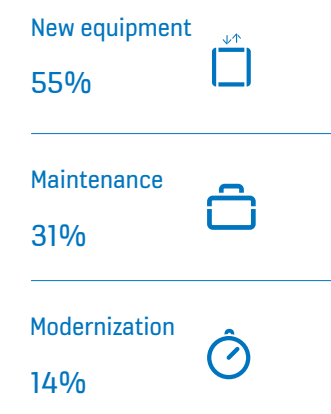 New equipment
55%
Maintenance
31%
Modernization
14%